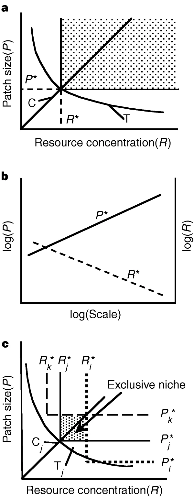 a
Patch size(P)
P*
C
R*
T
Resource concentration(R)
b
log(P)
P*
R*
log(R)
log(Scale)
c
R*k R*j R*i
Exclusive niche
Patch size(P)
P*k
Cj
P*j
Tj
P*i
Resource concentration(R)